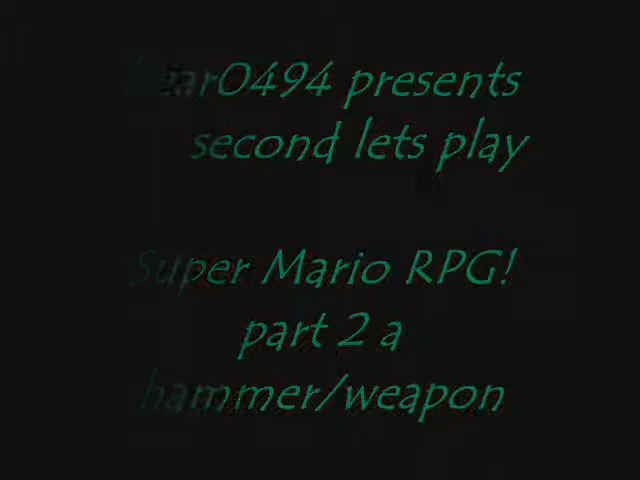 presents
second lets play
Super Mario RPG!
part 2 a
hammer/weapon